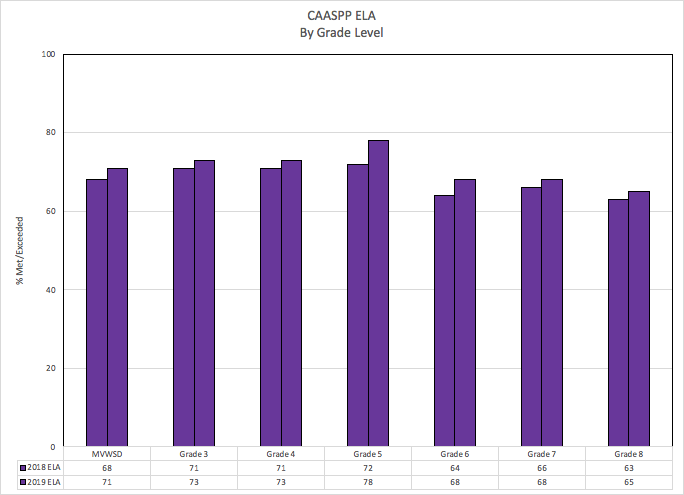 CAASPP ELA
By Grade Level
% Met/Exceeded
100
80
60
40
20
0
MVWSD Grade 3 Grade 4 Grade 5 Grade 6 Grade 7 Grade 8
2018 ELA 68 71 71 72 64 66 63
2019 ELA 71 73 73 78 68 68 65